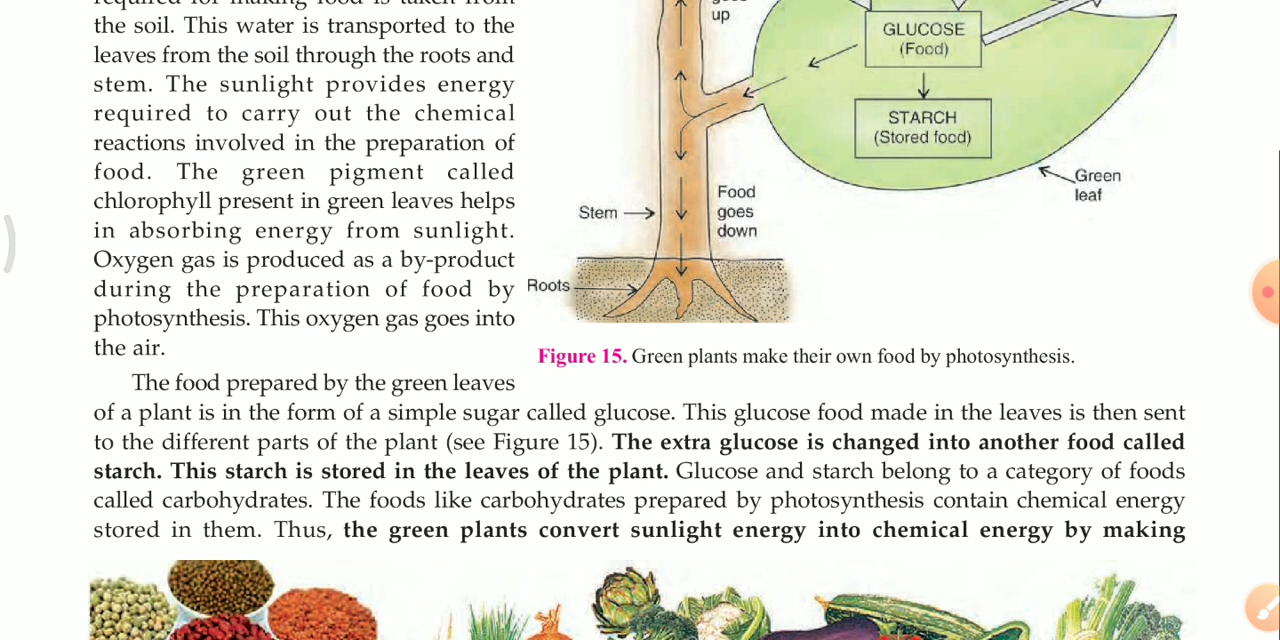 required for making food is taken from
the soil. This water is transported to the
leaves from the soil through the roots and
stem. The sunlight provides energy
required to carry out the chemical
reactions involved in the preparation of
food. The green pigment called
chlorophyll present in green leaves helps
in absorbing energy from sunlight.
Oxygen gas is produced as a by-product
during the preparation of food by
photosynthesis. This oxygen gas goes into
the air.
up
GLUCOSE
(Food)
STARCH
(Stored food)
Green
leaf
Food
goes
down
Stem
Roots
Figure 15. Green plants make their own food by photosynthesis.
The food prepared by the green leaves
of a plant is in the form of a simple sugar called glucose. This glucose food made in the leaves is then sent
to the different parts of the plant (see Figure 15). The extra glucose is changed into another food called
starch. This starch is stored in the leaves of the plant. Glucose and starch belong to a category of foods
called carbohydrates. The foods like carbohydrates prepared by photosynthesis contain chemical energy
stored in them. Thus, the green plants convert sunlight energy into chemical energy by making